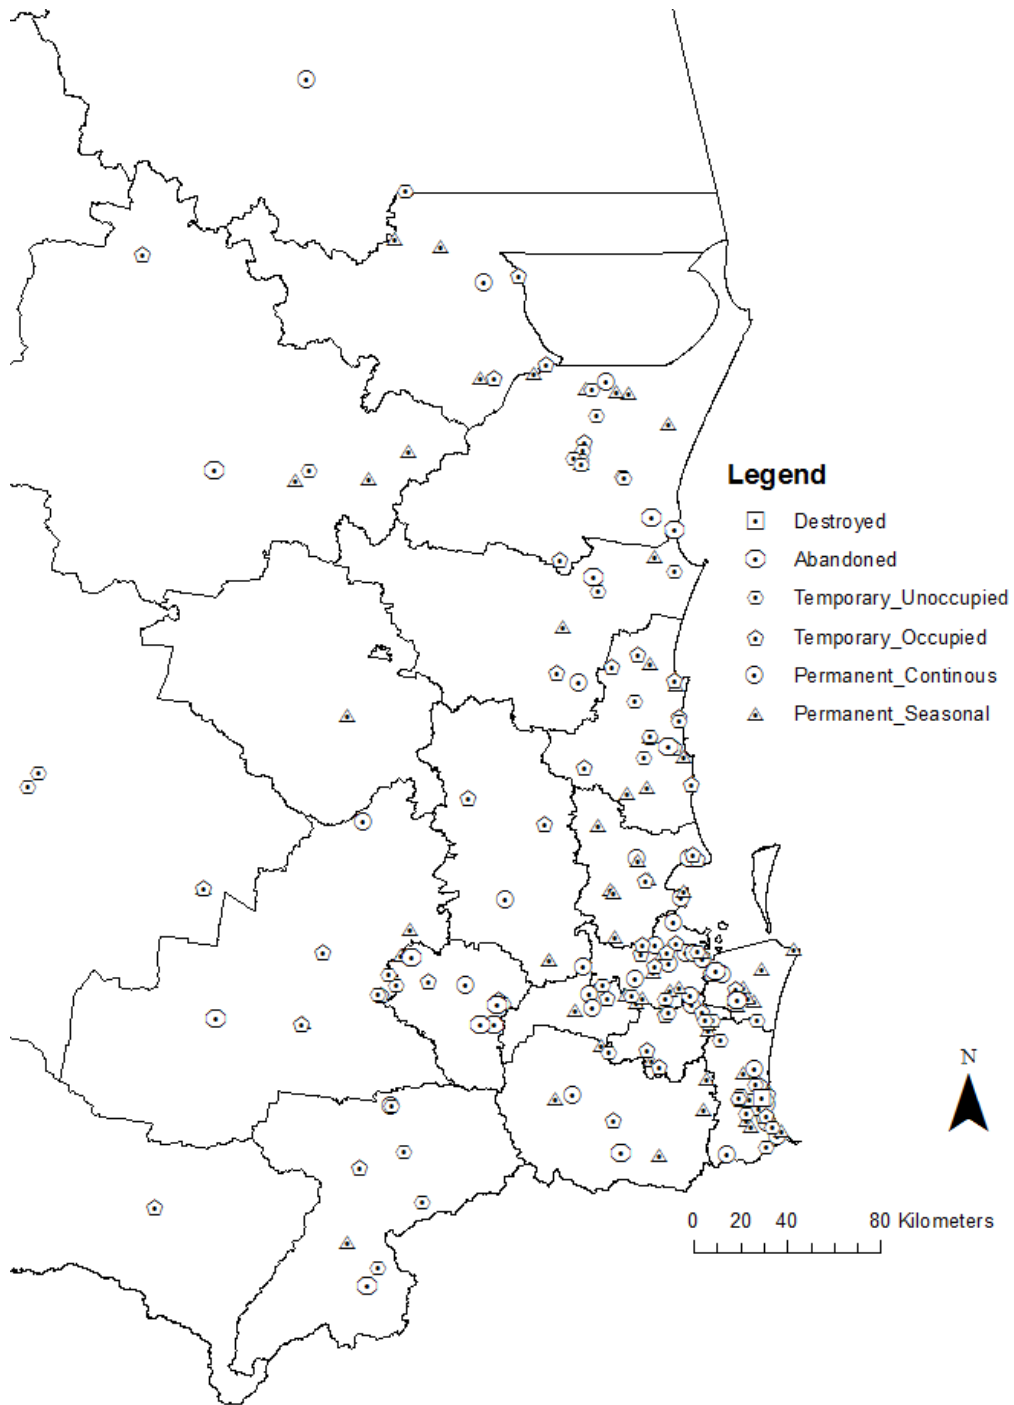 Legend
Destroyed
Abandoned
Temporary_Unoccupied
Temporary_Occupied
Permanent_Continous
Permanent_Seasonal
N
0 20 40 80 Kilometers